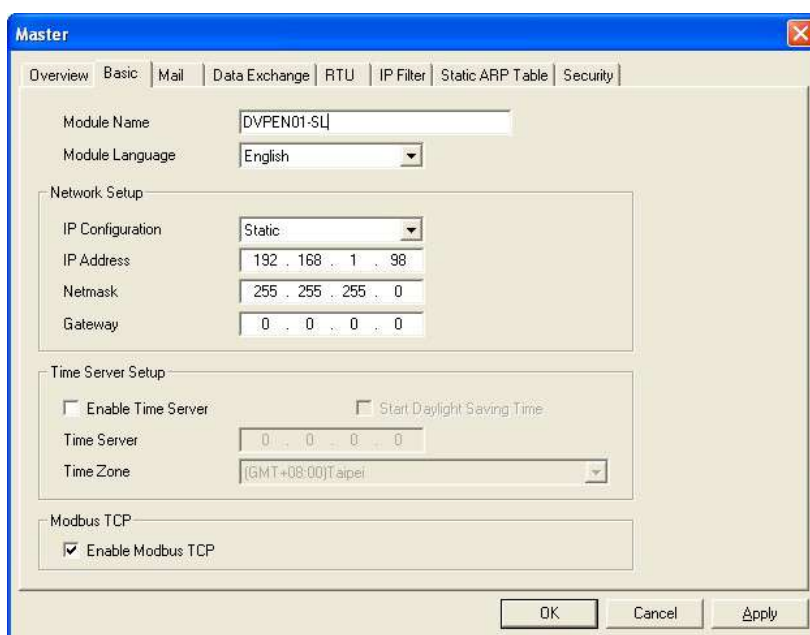 Master
Overview Basic Mail Data Exchange RTU IP Filter Static ARP Table Security
Module Name DVPEN01-SL
Module Language English
Network Setup
IP Configuration Static
IP Address 192 . 168 . 1 . 98
Netmask 255 . 255 . 255 . 0
Gateway 0 . 0 . 0 . 0
Time Server Setup
Enable Time Server Start Daylight Saving Time
Time Server 0 . 0 . 0 . 0
Time Zone (GMT+08:00)Taipei
Modbus TCP
Enable Modbus TCP
OK Cancel Apply